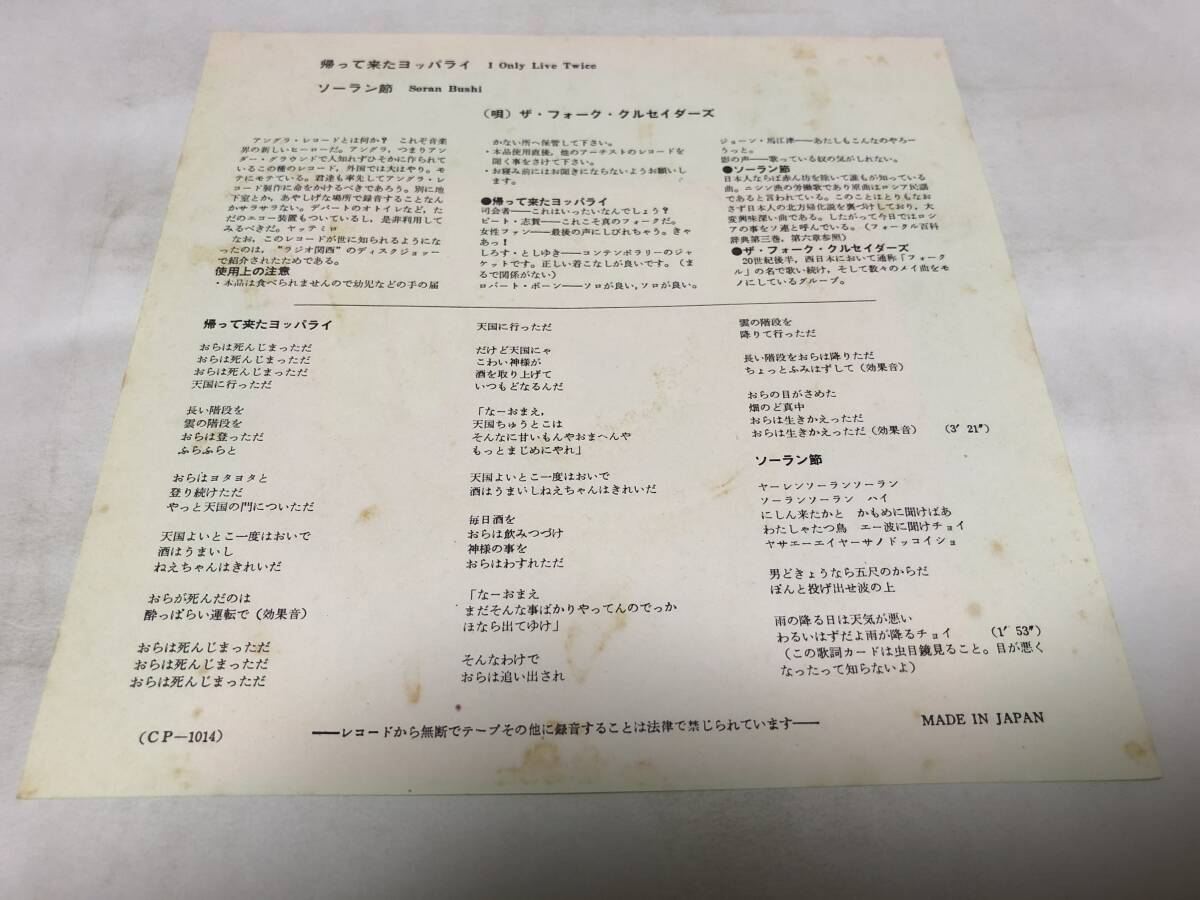 帰って来たヨッパライ I Only Live Twice
ソーラン節 Soran Bushi
（唄）ザ・フォーク・クルセイダーズ
アングラ・レコードとは何か？ これぞ音楽
界の新しいヒーローだ。アングラ，つまりアン
ダー・グラウンドで人知れずひそかに作られて
いるこの種のレコード，外国では大はやり。モ
テにモテている。君達も率先してアングラ・レ
コード製作に命をかけるべきであろう。別に地
下室とか，あやしげな場所で録音することなん
かサラサラない。デパートのオトイレなど，た
だのエコー装置もついているし，是非利用して
みるべきだ。ヤッテミロ
なお，このレコードが世に知られるようにな
ったのは，“ラジオ関西”のディスクジョッー
で紹介されたためである。
使用上の注意
・本品は食べられませんので幼児などの手の届
かない所へ保管して下さい。
・本品使用直後，他のアーチストのレコードを
聞く事をさけて下さい。
・お寝み前にはお聞きにならないようお願いし
ます。
●帰って来たヨッパライ
司会者――これはいったいなんでしょう？
ビート・志賀――これこそ真のフォークだ。
女性ファン――最後の声にしびれちゃう。きゃ
あっ！
しろす・としゆき――コンテンポラリーのジャ
ケットです。正しい着こなしが良いです。（ま
るで関係がない）
ロバート・ボーン――ソロが良い，ソロが良い。
ジョーン・馬江津――あたしもこんなのやろー
うっと。
影の声――歌っている奴の気がしれない。
●ソーラン節
日本人ならば赤ん坊を除いて誰もが知っている
曲。ニシン漁の労働歌であり原曲はロシア民謡
であると言われている。このことはとりもなお
さず日本人の北方帰化説を裏づけしており，大
変興味深い曲である。したがって今日ではロシ
アの事をソ連と呼んでいる。（フォークル百科
辞典第三巻，第六章参照）
●ザ・フォーク・クルセイダーズ
20世紀後半，西日本において通称「フォーク
ル」の名で歌い続け，そして数々のメイ曲をモ
ノにしているグループ。
帰って来たヨッパライ
おらは死んじまっただ
おらは死んじまっただ
おらは死んじまっただ
天国に行っただ
長い階段を
雲の階段を
おらは登っただ
ふらふらと
おらはヨタヨタと
登り続けただ
やっと天国の門についただ
天国よいとこ一度はおいで
酒はうまいし
ねえちゃんはきれいだ
おらが死んだのは
酔っぱらい運転で（効果音）
おらは死んじまっただ
おらは死んじまっただ
おらは死んじまっただ
天国に行っただ
だけど天国にゃ
こわい神様が
酒を取り上げて
いつもどなるんだ
「なーおまえ，
天国ちゅうとこは
そんなに甘いもんやおまへんや
もっとまじめにやれ」
天国よいとこ一度はおいで
酒はうまいしねえちゃんはきれいだ
毎日酒を
おらは飲みつづけ
神様の事を
おらはわすれただ
「なーおまえ
まだそんな事ばかりやってんのでっか
ほなら出てゆけ」
そんなわけで
おらは追い出され
雲の階段を
降りて行っただ
長い階段をおらは降りただ
ちょっとふみはずして（効果音）
おらの目がさめた
畑のど真中
おらは生きかえっただ
おらは生きかえっただ（効果音） （3′ 21″）
ソーラン節
ヤーレンソーランソーラン
ソーランソーラン ハイ
にしん来たかと かもめに聞けばあ
わたしゃたつ鳥 エー波に聞けチョイ
ヤサエーエイヤーサノドッコイショ
男どきょうなら五尺のからだ
ぽんと投げ出せ波の上
雨の降る日は天気が悪い
わるいはずだよ雨が降るチョイ （1′ 53″）
（この歌詞カードは虫目鏡見ること。目が悪く
なったって知らないよ）
（CP―1014）
――レコードから無断でテープその他に録音することは法律で禁じられています――
MADE IN JAPAN